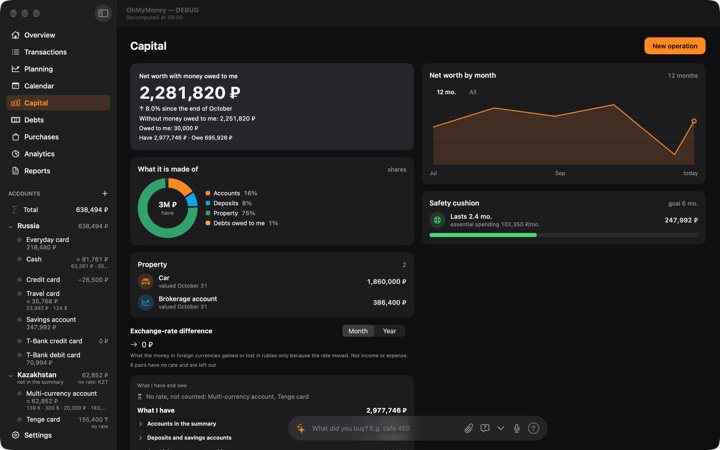 OhMyMoney — DEBUG
Recomputed at 09:00
Overview
Transactions
Planning
Calendar
Capital
Debts
Purchases
Analytics
Reports
ACCOUNTS
Total 638,494 ₽
Russia 638,494 ₽
Everyday card
218,480 ₽
Cash ≈ 91,761 ₽
63,261 ₽ · 30...
Credit card −26,500 ₽
Travel card
≈ 35,768 ₽
23,992 ₽ · 124 $
Savings account
247,992 ₽
T-Bank credit card 0 ₽
T-Bank debit card
70,994 ₽
Kazakhstan 62,852 ₽
not in the summary no rate: KZT
Multi-currency account
≈ 62,852 ₽
139 € · 300 $ · 20,000 ₽ · 183,...
Tenge card 155,400 ₸
no rate
Settings
Capital
New operation
Net worth with money owed to me
2,281,820 ₽
↑ 8.0% since the end of October
Without money owed to me: 2,251,820 ₽
Owed to me: 30,000 ₽
Have 2,977,746 ₽ · Owe 695,926 ₽
What it is made of shares
3M ₽
have
Accounts 16%
Deposits 8%
Property 75%
Debts owed to me 1%
Property 2
Car
valued October 31
1,860,000 ₽
Brokerage account
valued October 31
386,400 ₽
Exchange-rate difference
Month Year
→ 0 ₽
What the money in foreign currencies gained or lost in rubles only because the rate moved. Not income or expense.
6 pairs have no rate and are left out
What I have and owe
No rate, not counted: Multi-currency account, Tenge card
What I have 2,977,746 ₽
Accounts in the summary
Deposits and savings accounts
Net worth by month 12 months
12 mo. All
Jul Sep today
Safety cushion goal 6 mo.
Lasts 2.4 mo.
essential spending 102,350 ₽/mo.
247,992 ₽
What did you buy? E.g. cafe 450